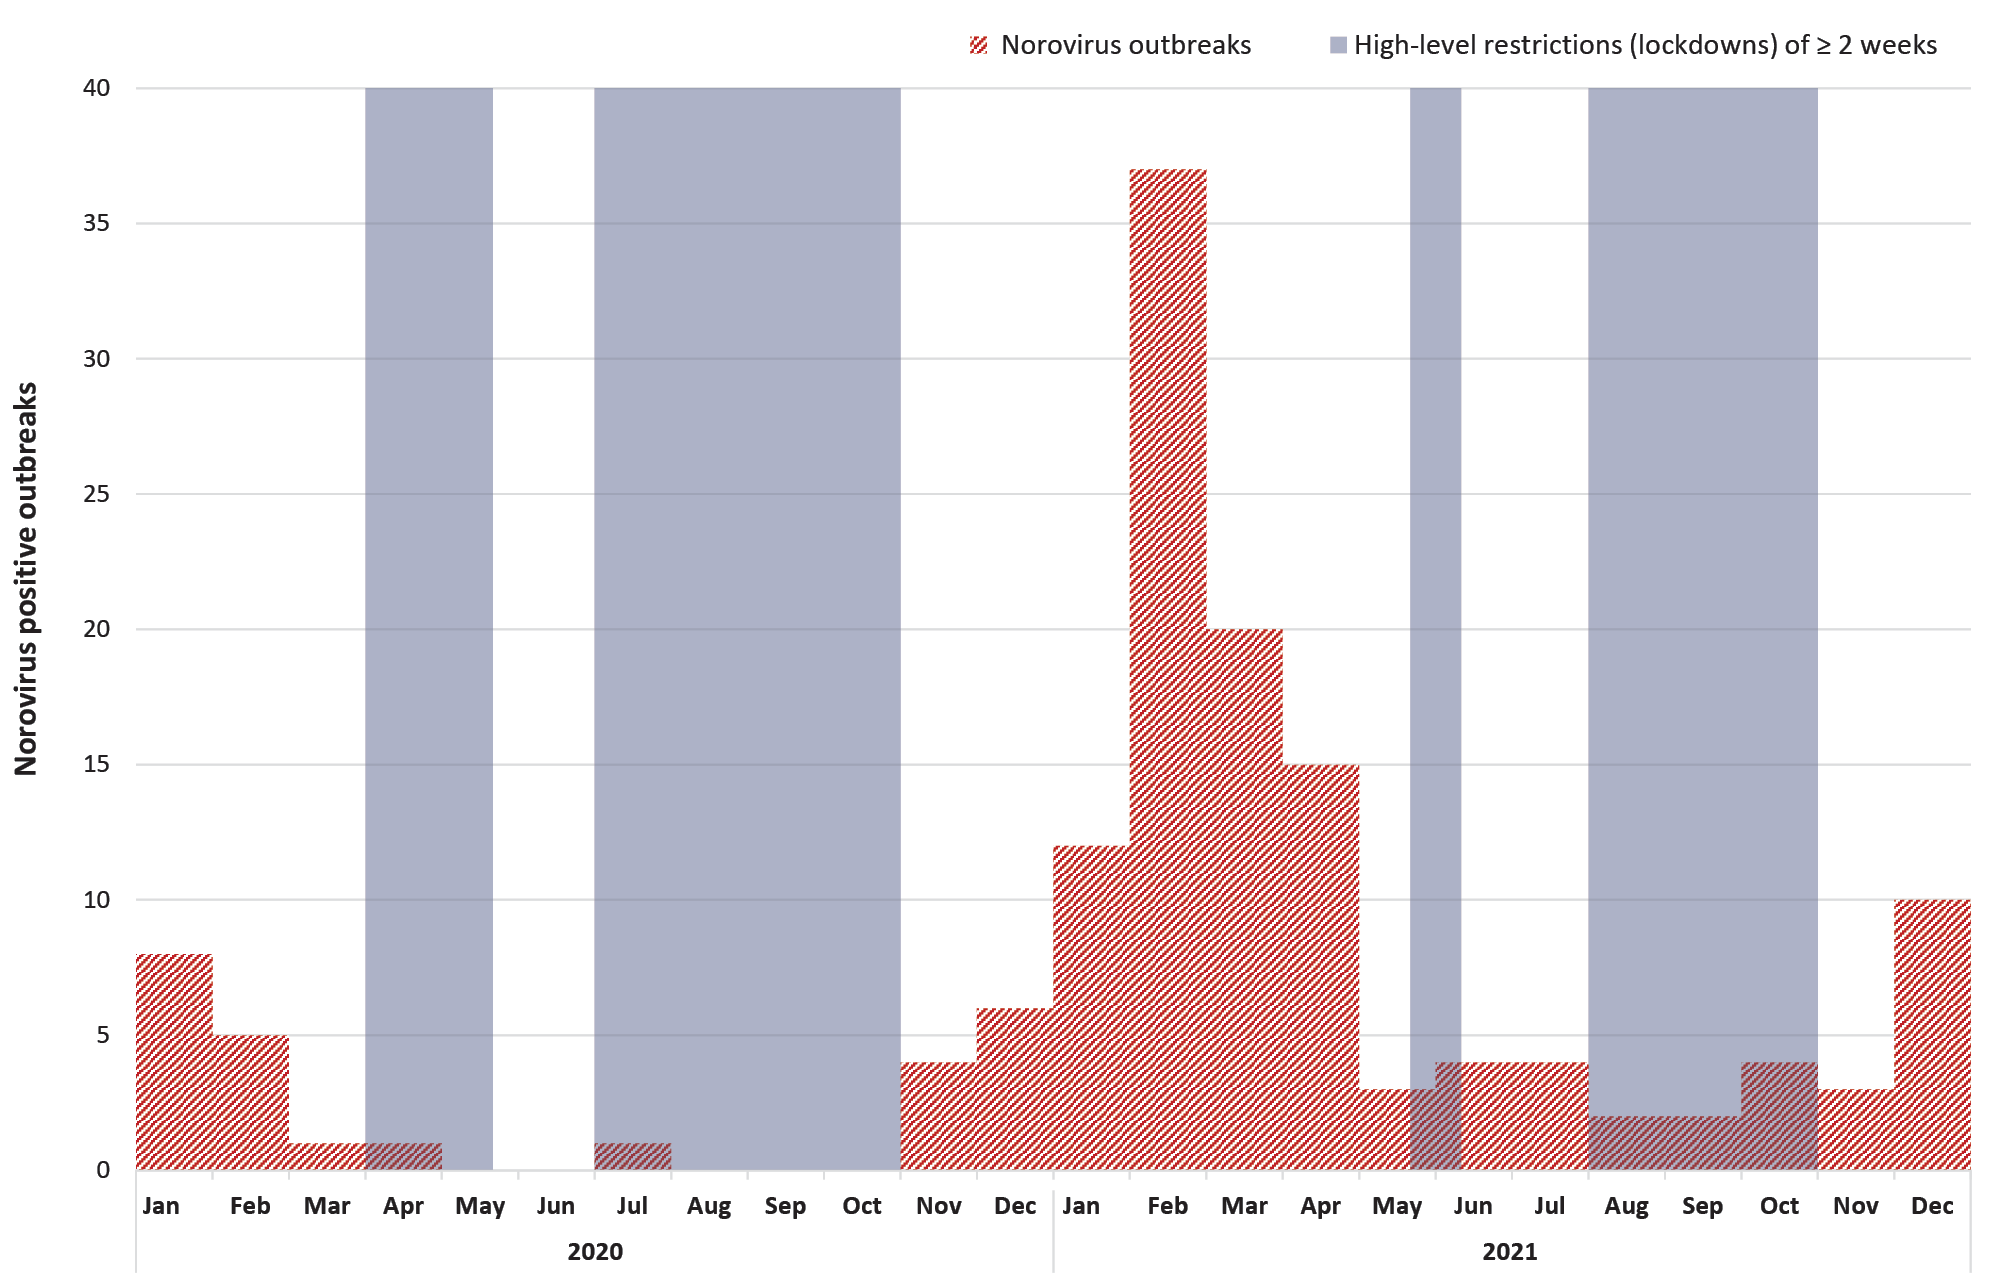 Norovirus outbreaks
High-level restrictions (lockdowns) of ≥ 2 weeks
Norovirus positive outbreaks
40
35
30
25
20
15
10
5
0
Jan Feb Mar Apr May Jun Jul Aug Sep Oct Nov Dec Jan Feb Mar Apr May Jun Jul Aug Sep Oct Nov Dec
2020 2021